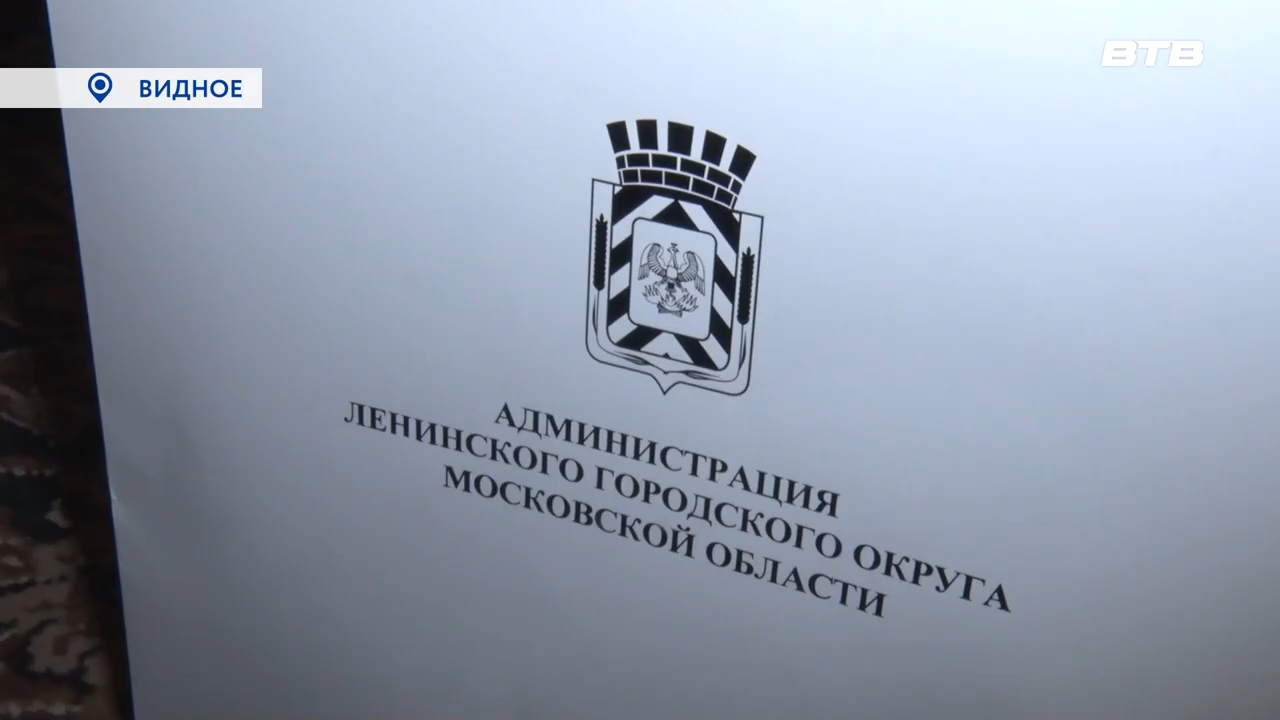 ВТВ
ВИДНОЕ
АДМИНИСТРАЦИЯ
ЛЕНИНСКОГО ГОРОДСКОГО ОКРУГА
МОСКОВСКОЙ ОБЛАСТИ